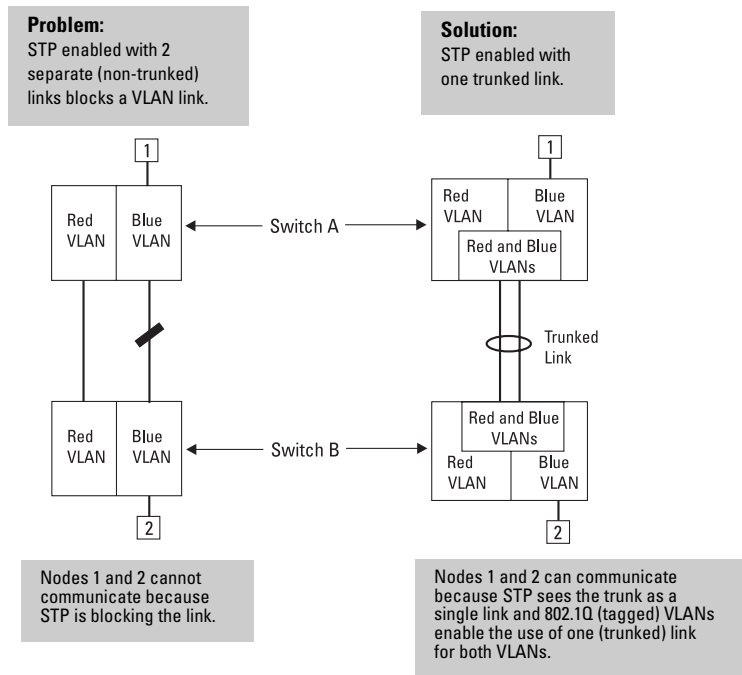 Problem:
STP enabled with 2
separate (non-trunked)
links blocks a VLAN link.
Solution:
STP enabled with
one trunked link.
1
1
Red
VLAN
Blue
VLAN
Switch A
Red
VLAN
Blue
VLAN
Red and Blue
VLANs
Trunked
Link
Red
VLAN
Blue
VLAN
Switch B
Red and Blue
VLANs
Red
VLAN
Blue
VLAN
2
2
Nodes 1 and 2 cannot
communicate because
STP is blocking the link.
Nodes 1 and 2 can communicate
because STP sees the trunk as a
single link and 802.1Q (tagged) VLANs
enable the use of one (trunked) link
for both VLANs.